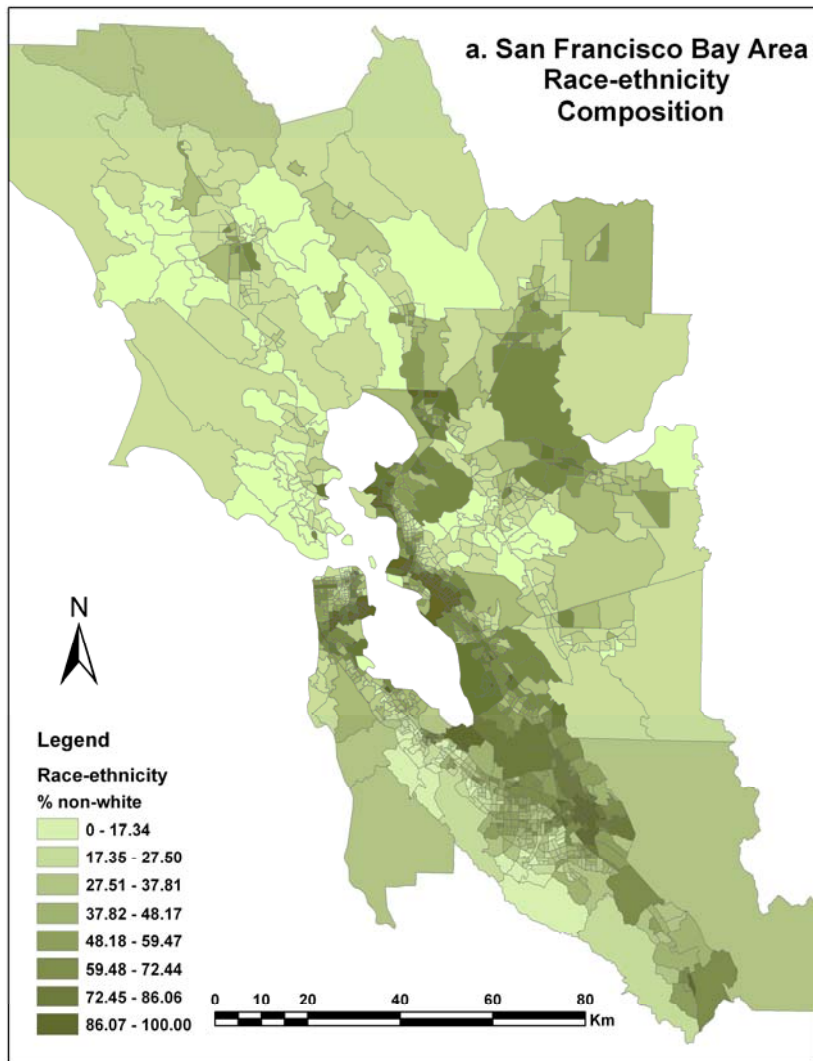 a. San Francisco Bay Area
Race-ethnicity
Composition
N
Legend
Race-ethnicity
% non-white
0 - 17.34
17.35 - 27.50
27.51 - 37.81
37.82 - 48.17
48.18 - 59.47
59.48 - 72.44
72.45 - 86.06
86.07 - 100.00
0 10 20 40 60 80
Km